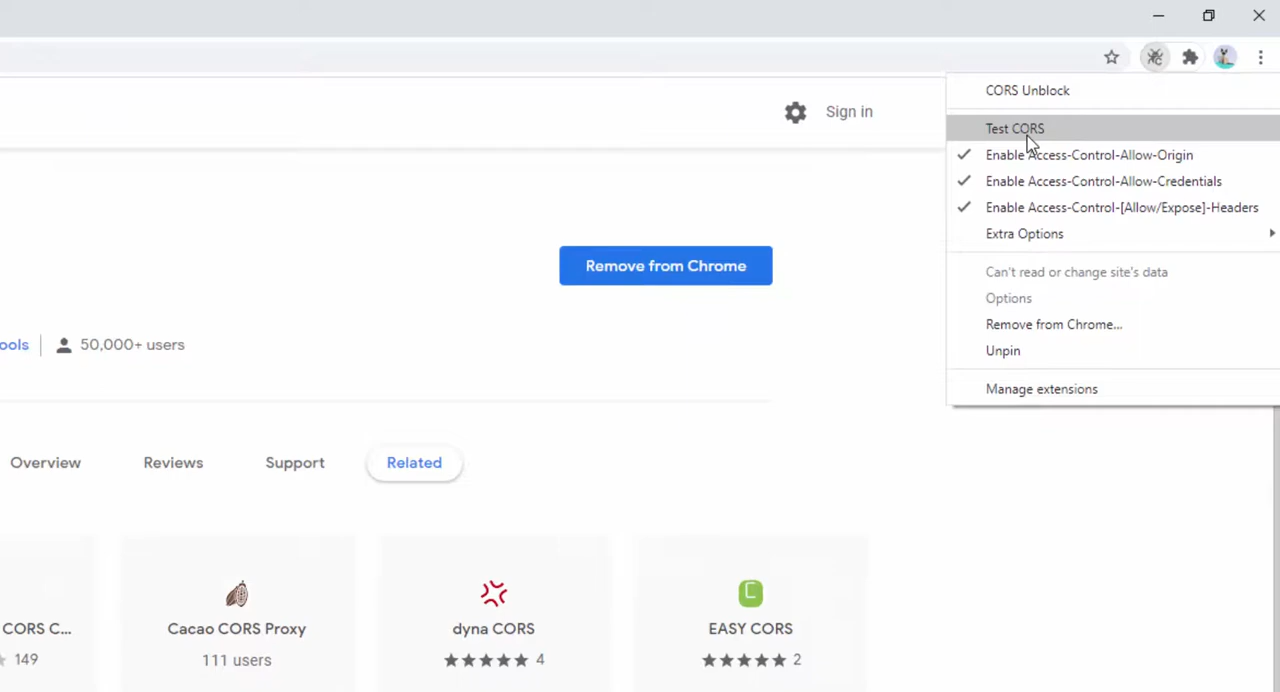 Sign in
CORS Unblock
Test CORS
Enable Access-Control-Allow-Origin
Enable Access-Control-Allow-Credentials
Enable Access-Control-[Allow/Expose]-Headers
Extra Options
Can't read or change site's data
Options
Remove from Chrome...
Unpin
Manage extensions
Remove from Chrome
ools
50,000+ users
Overview
Reviews
Support
Related
CORS C...
149
Cacao CORS Proxy
111 users
dyna CORS
4
EASY CORS
2